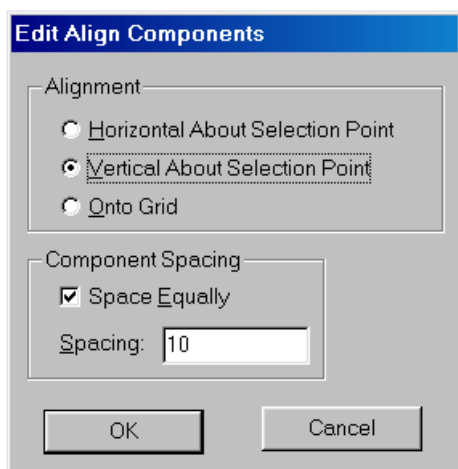 Edit Align Components
Alignment
Horizontal About Selection Point
Vertical About Selection Point
Onto Grid
Component Spacing
Space Equally
Spacing: 10
OK Cancel